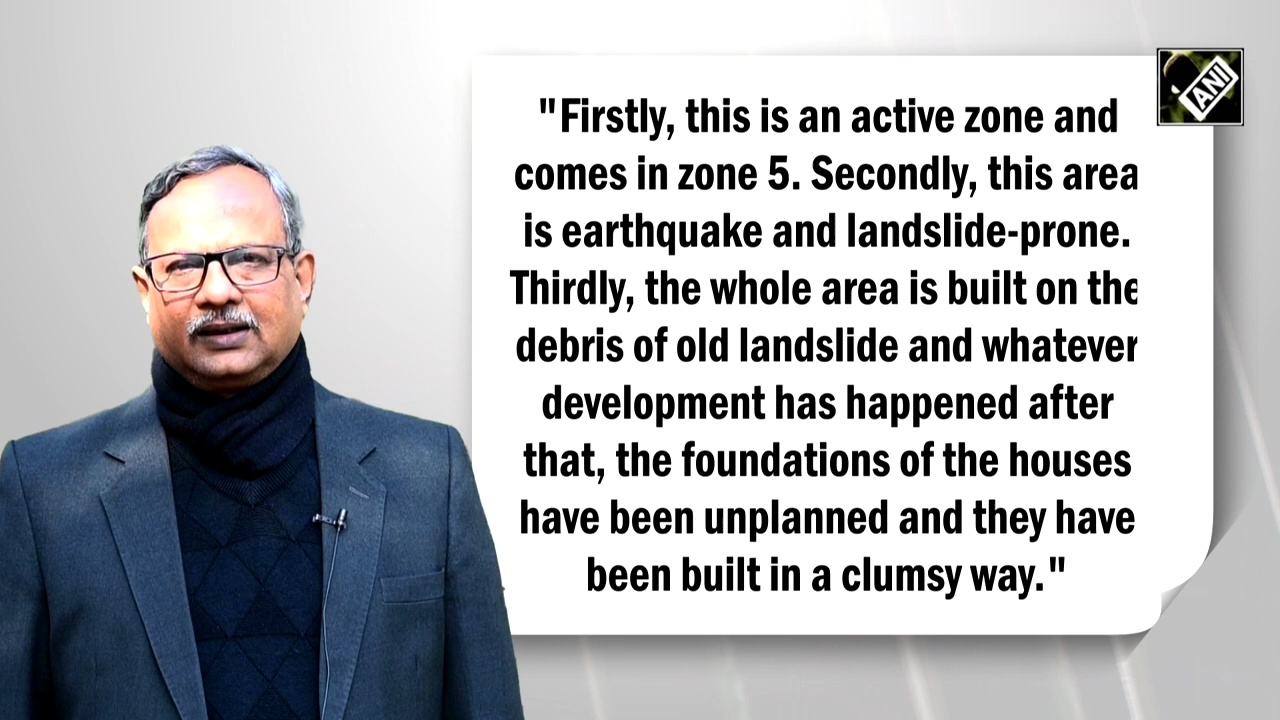 "Firstly, this is an active zone and
comes in zone 5. Secondly, this area
is earthquake and landslide-prone.
Thirdly, the whole area is built on the
debris of old landslide and whatever
development has happened after
that, the foundations of the houses
have been unplanned and they have
been built in a clumsy way."
ANI